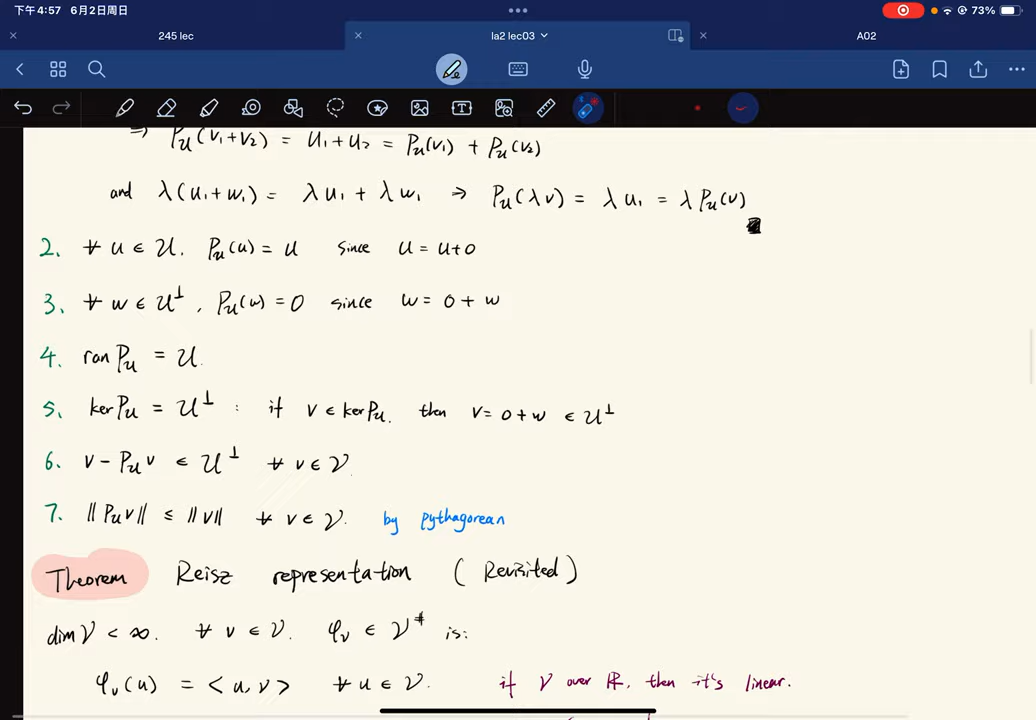 下午4:57 6月2日周日
73%
245 lec
la2 lec03
A02
⇒ P_U(v₁+v₂) = u₁+u₂ = P_U(v₁) + P_U(v₂)
and λ(u₁+w₁) = λu₁ + λw₁ ⇒ P_U(λv) = λu₁ = λP_U(v)
2. ∀ u ∈ U. P_U(u) = u since u = u+0
3. ∀ w ∈ U⊥, P_U(w) = 0 since w = 0 + w
4. ran P_U = U.
5. ker P_U = U⊥ : if v ∈ ker P_U. then v = 0 + w ∈ U⊥
6. v - P_U v ∈ U⊥ ∀ v ∈ V.
7. ‖P_U v‖ ≤ ‖v‖ ∀ v ∈ V. by pythagorean
Theorem Reisz representation (Revisited)
dim V < ∞. ∀ v ∈ V. φ_v ∈ V* is:
φ_v(u) = <u, v> ∀ u ∈ V. if V over ℝ, then it's linear.